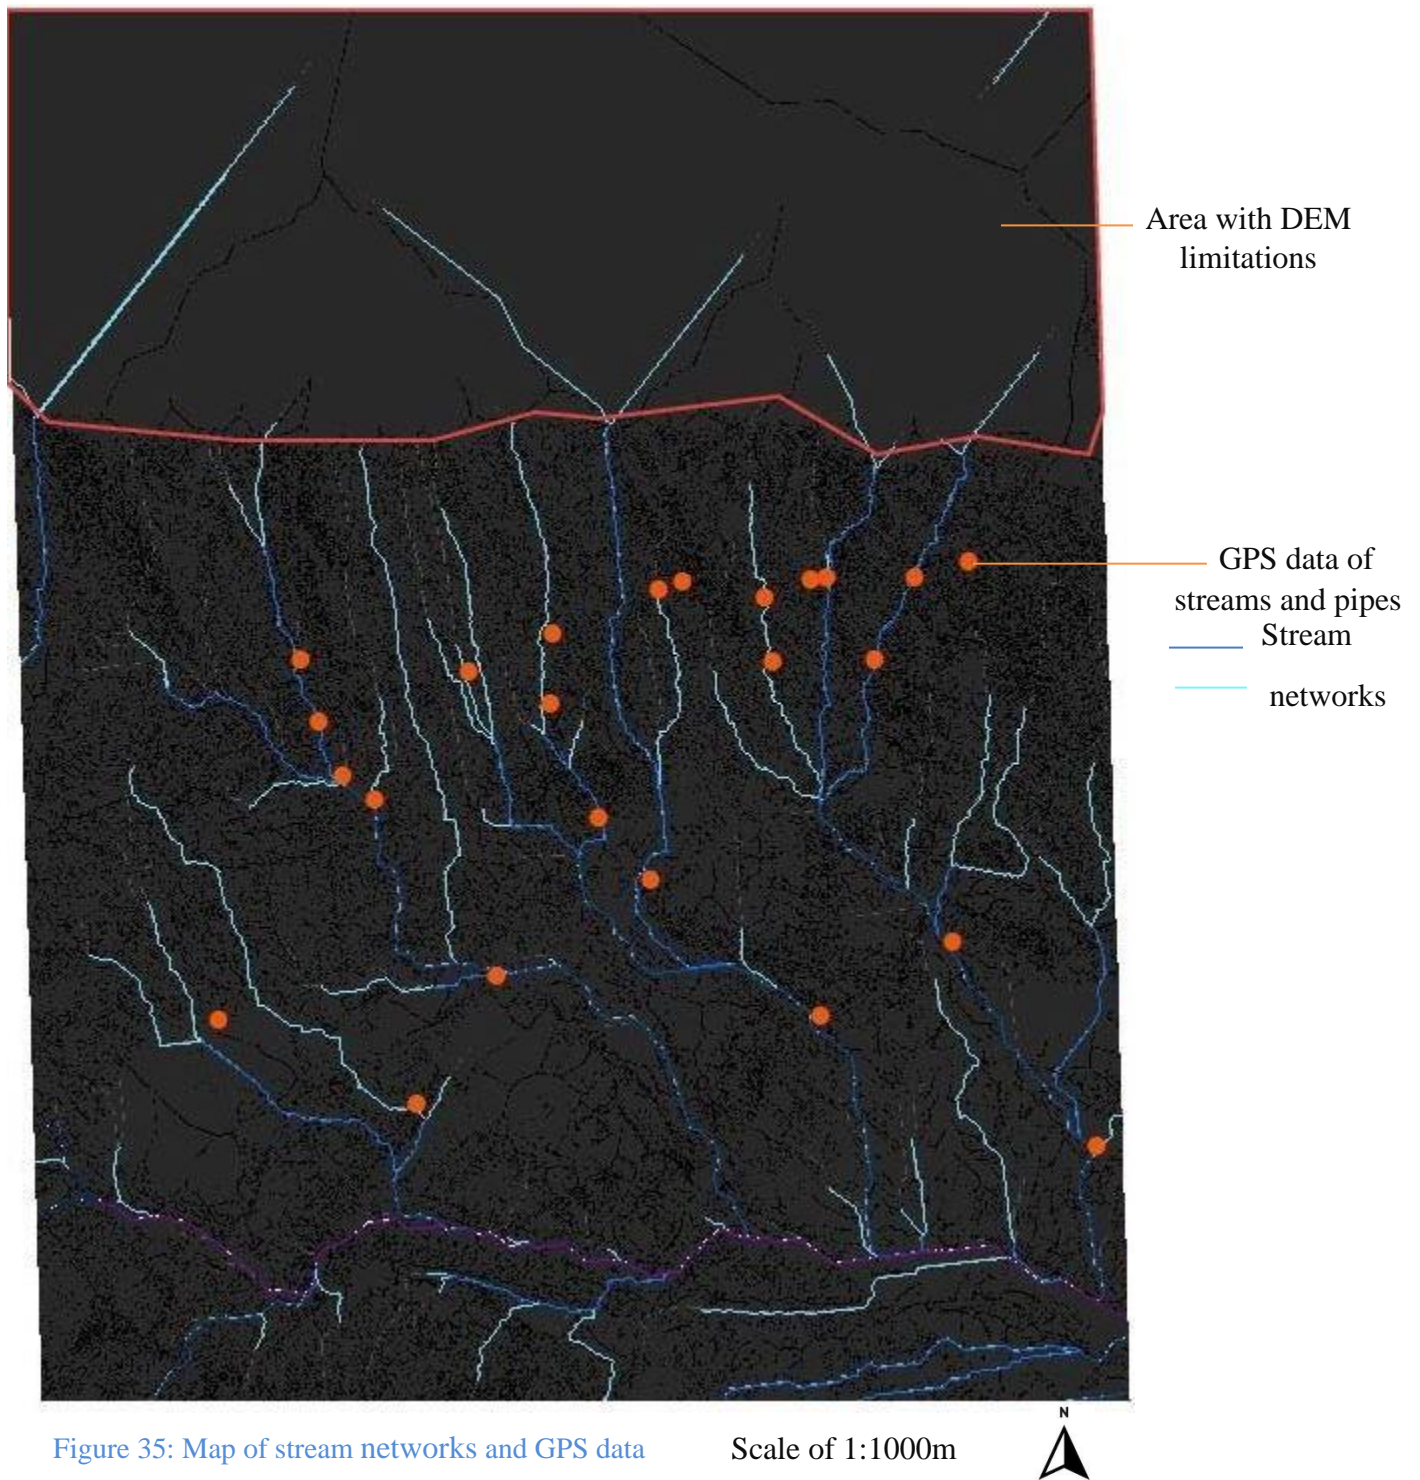 Area with DEM
limitations
GPS data of
streams and pipes
Stream
networks
N
Figure 35: Map of stream networks and GPS data
Scale of 1:1000m